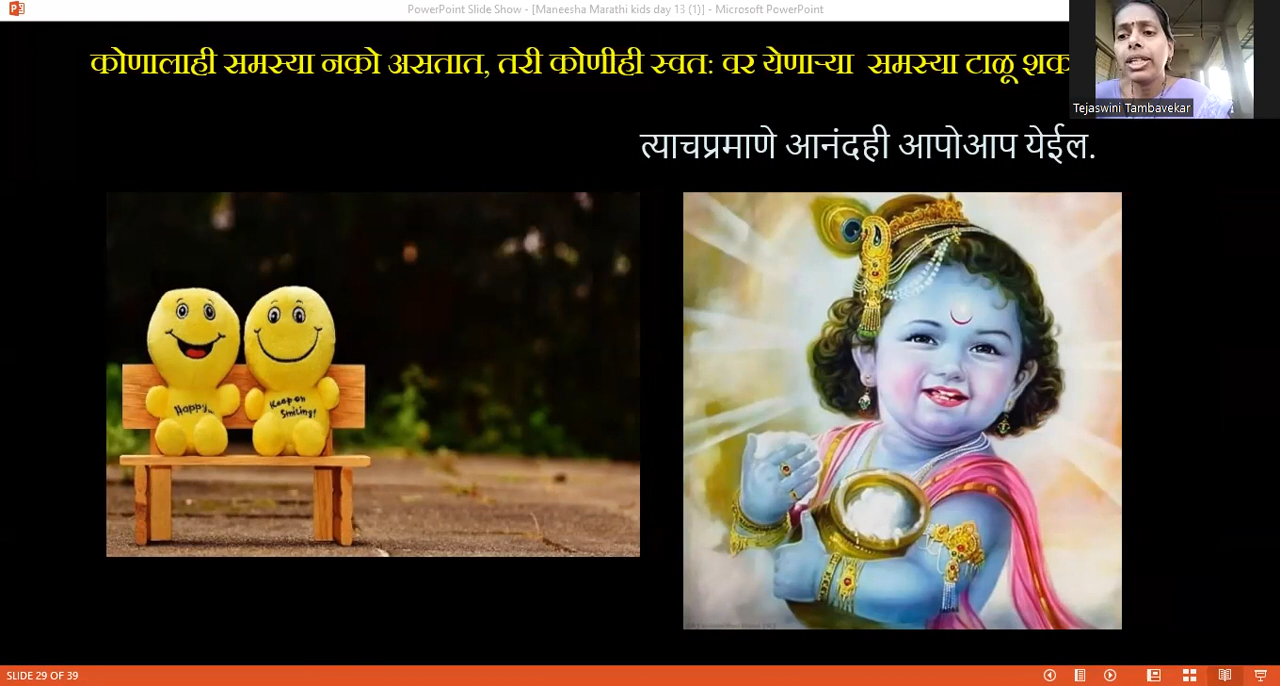 PowerPoint Slide Show - [Maneesha Marathi kids day 13 (1)] - Microsoft PowerPoint
कोणालाही समस्या नको असतात, तरी कोणीही स्वतः वर येणाऱ्या समस्या टाळू शक
Tejaswini Tambavekar
त्याचप्रमाणे आनंदही आपोआप येईल.
Happy...
Keep on
Smiling!
SLIDE 29 OF 39